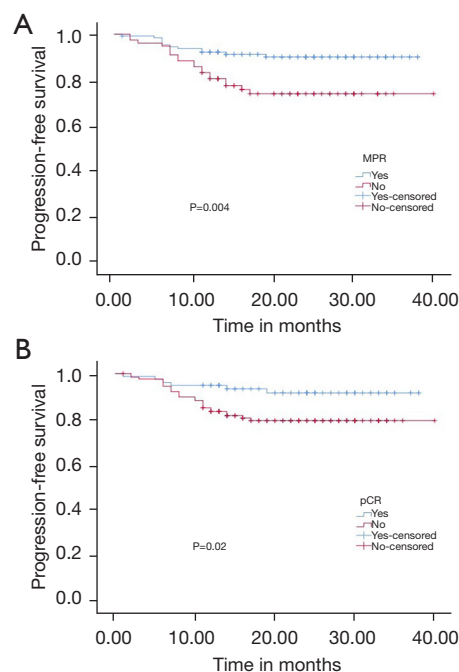 A
Progression-free survival
1.0
0.8
0.6
0.4
0.2
0.0
MPR
Yes
No
Yes-censored
No-censored
P=0.004
0.00 10.00 20.00 30.00 40.00
Time in months
B
Progression-free survival
1.0
0.8
0.6
0.4
0.2
0.0
pCR
Yes
No
Yes-censored
No-censored
P=0.02
0.00 10.00 20.00 30.00 40.00
Time in months